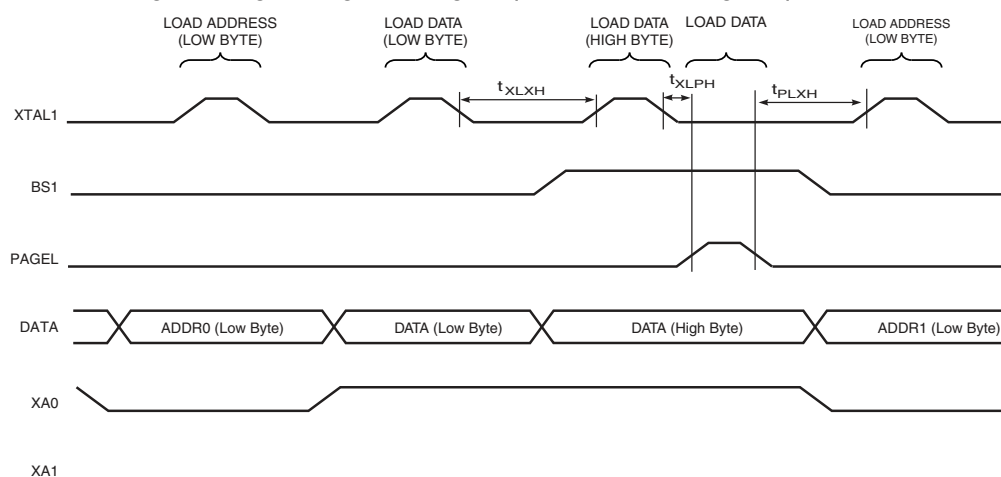 LOAD ADDRESS
(LOW BYTE)
LOAD DATA
(LOW BYTE)
LOAD DATA
(HIGH BYTE)
LOAD DATA
LOAD ADDRESS
(LOW BYTE)
tXLXH
tXLPH
tPLXH
XTAL1
BS1
PAGEL
DATA
ADDR0 (Low Byte)
DATA (Low Byte)
DATA (High Byte)
ADDR1 (Low Byte)
XA0
XA1